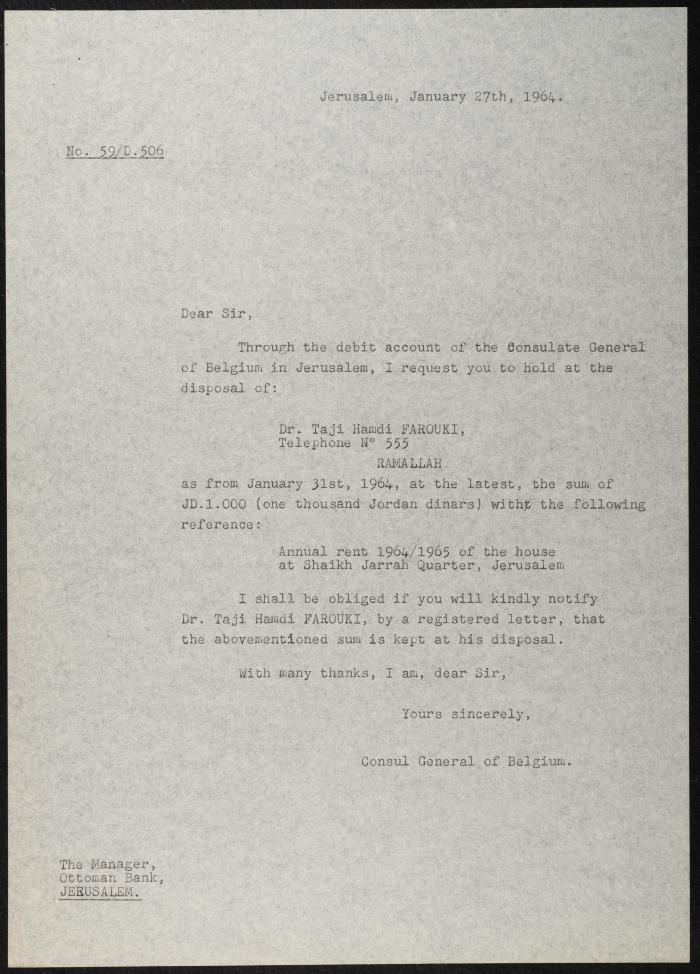 Jerusalem, January 27th, 1964.
No. 59/D.506
Dear Sir,
Through the debit account of the Consulate General
of Belgium in Jerusalem, I request you to hold at the
disposal of:
Dr. Taji Hamdi FAROUKI,
Telephone N° 555
RAMALLAH
as from January 31st, 1964, at the latest, the sum of
JD.1.000 (one thousand Jordan dinars) with the following
reference:
Annual rent 1964/1965 of the house
at Shaikh Jarrah Quarter, Jerusalem
I shall be obliged if you will kindly notify
Dr. Taji Hamdi FAROUKI, by a registered letter, that
the abovementioned sum is kept at his disposal.
With many thanks, I am, dear Sir,
Yours sincerely,
Consul General of Belgium.
The Manager,
Ottoman Bank,
JERUSALEM.